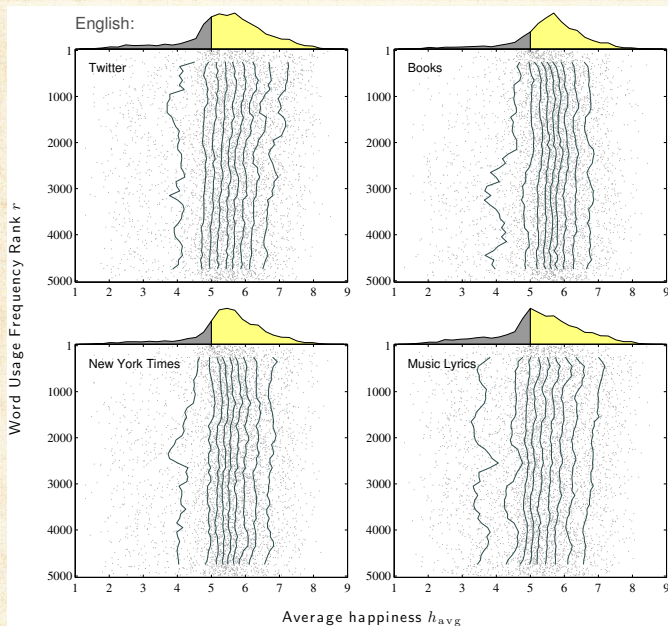 English:
Twitter
Books
1
1000
2000
3000
4000
5000
1 2 3 4 5 6 7 8 9
1
1000
2000
3000
4000
5000
1 2 3 4 5 6 7 8 9
New York Times
Music Lyrics
1
1000
2000
3000
4000
5000
1 2 3 4 5 6 7 8 9
1
1000
2000
3000
4000
5000
1 2 3 4 5 6 7 8 9
Word Usage Frequency Rank r
Average happiness h_avg